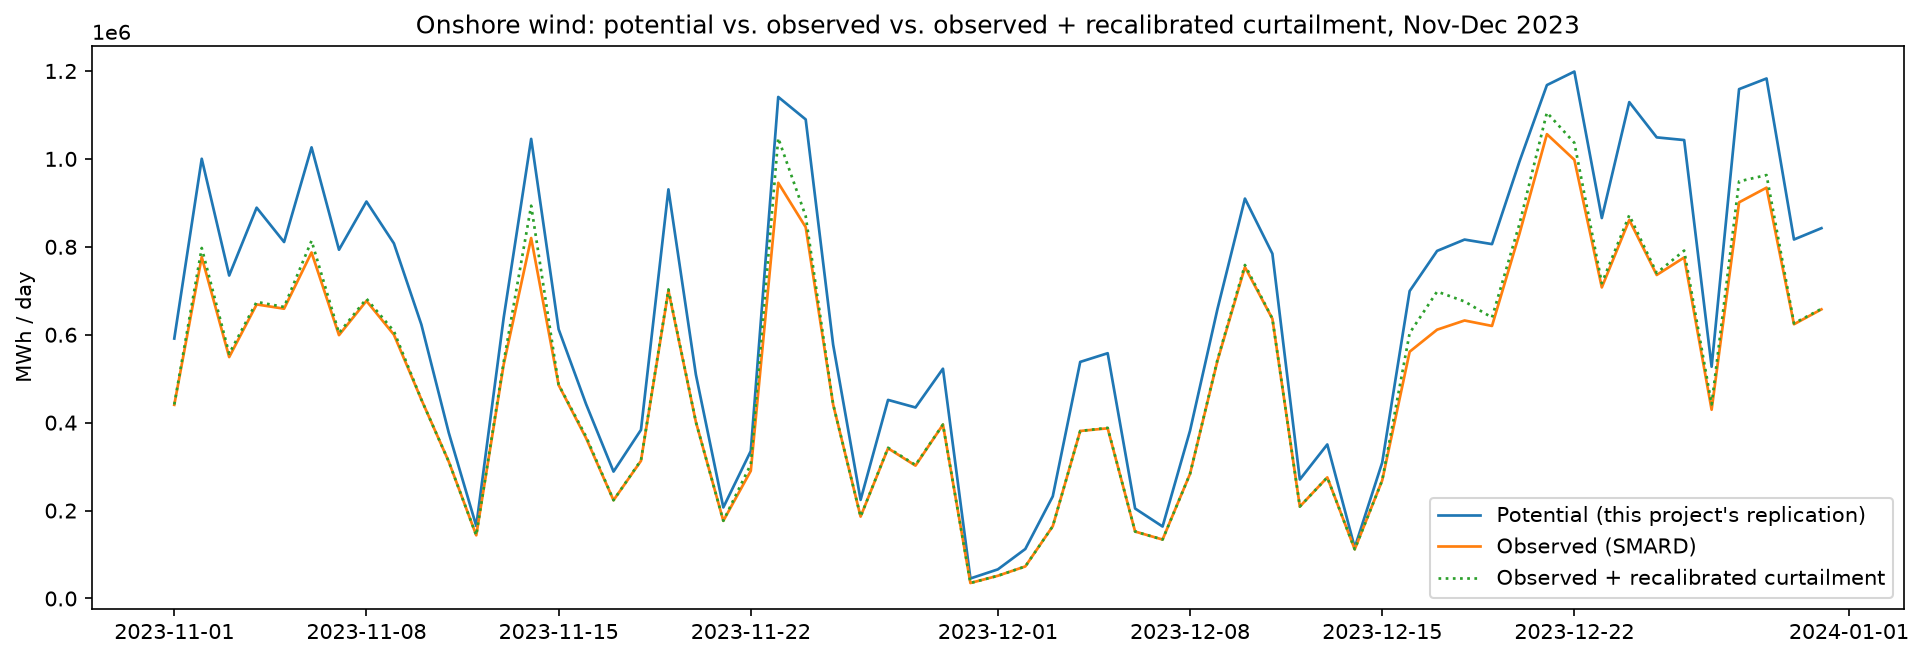 Onshore wind: potential vs. observed vs. observed + recalibrated curtailment, Nov-Dec 2023
1e6
1.2
1.0
0.8
0.6
0.4
0.2
0.0
MWh / day
Potential (this project's replication)
Observed (SMARD)
Observed + recalibrated curtailment
2023-11-01 2023-11-08 2023-11-15 2023-11-22 2023-12-01 2023-12-08 2023-12-15 2023-12-22 2024-01-01